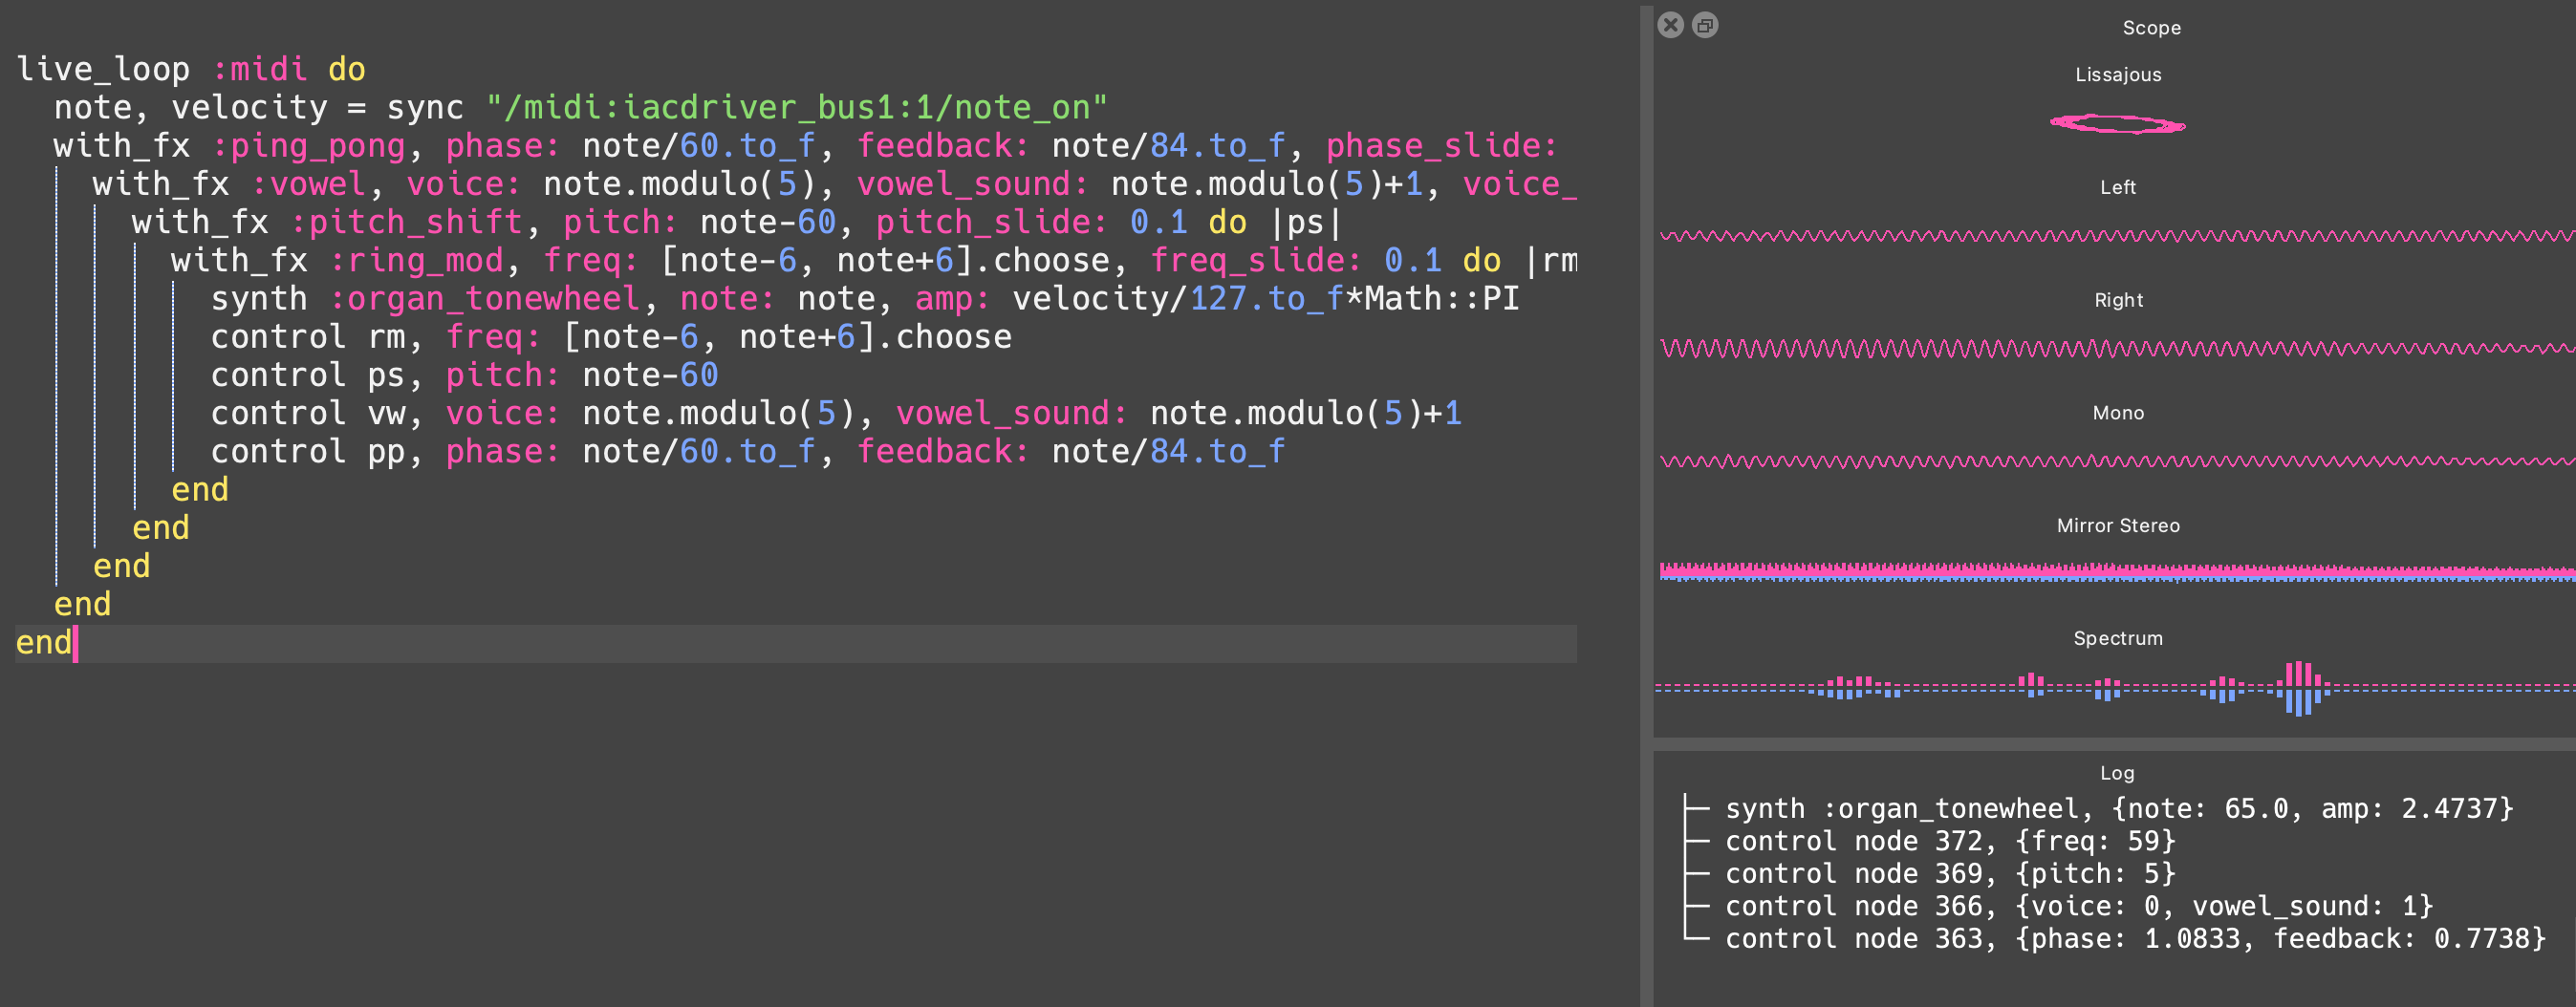 live_loop :midi do
note, velocity = sync "/midi:iacdriver_bus1:1/note_on"
with_fx :ping_pong, phase: note/60.to_f, feedback: note/84.to_f, phase_slide:
with_fx :vowel, voice: note.modulo(5), vowel_sound: note.modulo(5)+1, voice_
with_fx :pitch_shift, pitch: note-60, pitch_slide: 0.1 do |ps|
with_fx :ring_mod, freq: [note-6, note+6].choose, freq_slide: 0.1 do |rm
synth :organ_tonewheel, note: note, amp: velocity/127.to_f*Math::PI
control rm, freq: [note-6, note+6].choose
control ps, pitch: note-60
control vw, voice: note.modulo(5), vowel_sound: note.modulo(5)+1
control pp, phase: note/60.to_f, feedback: note/84.to_f
end
end
end
end
end
Scope
Lissajous
Left
Right
Mono
Mirror Stereo
Spectrum
Log
synth :organ_tonewheel, {note: 65.0, amp: 2.4737}
control node 372, {freq: 59}
control node 369, {pitch: 5}
control node 366, {voice: 0, vowel_sound: 1}
control node 363, {phase: 1.0833, feedback: 0.7738}